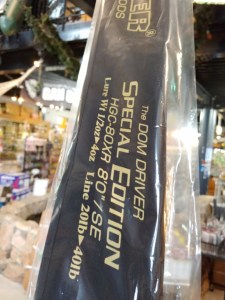 The DOM DRIVER
SPECIAL EDITION
HGC-80XR 8'0" SE
Lure Wt 1/2oz▸4oz Line 20lb▸40lb